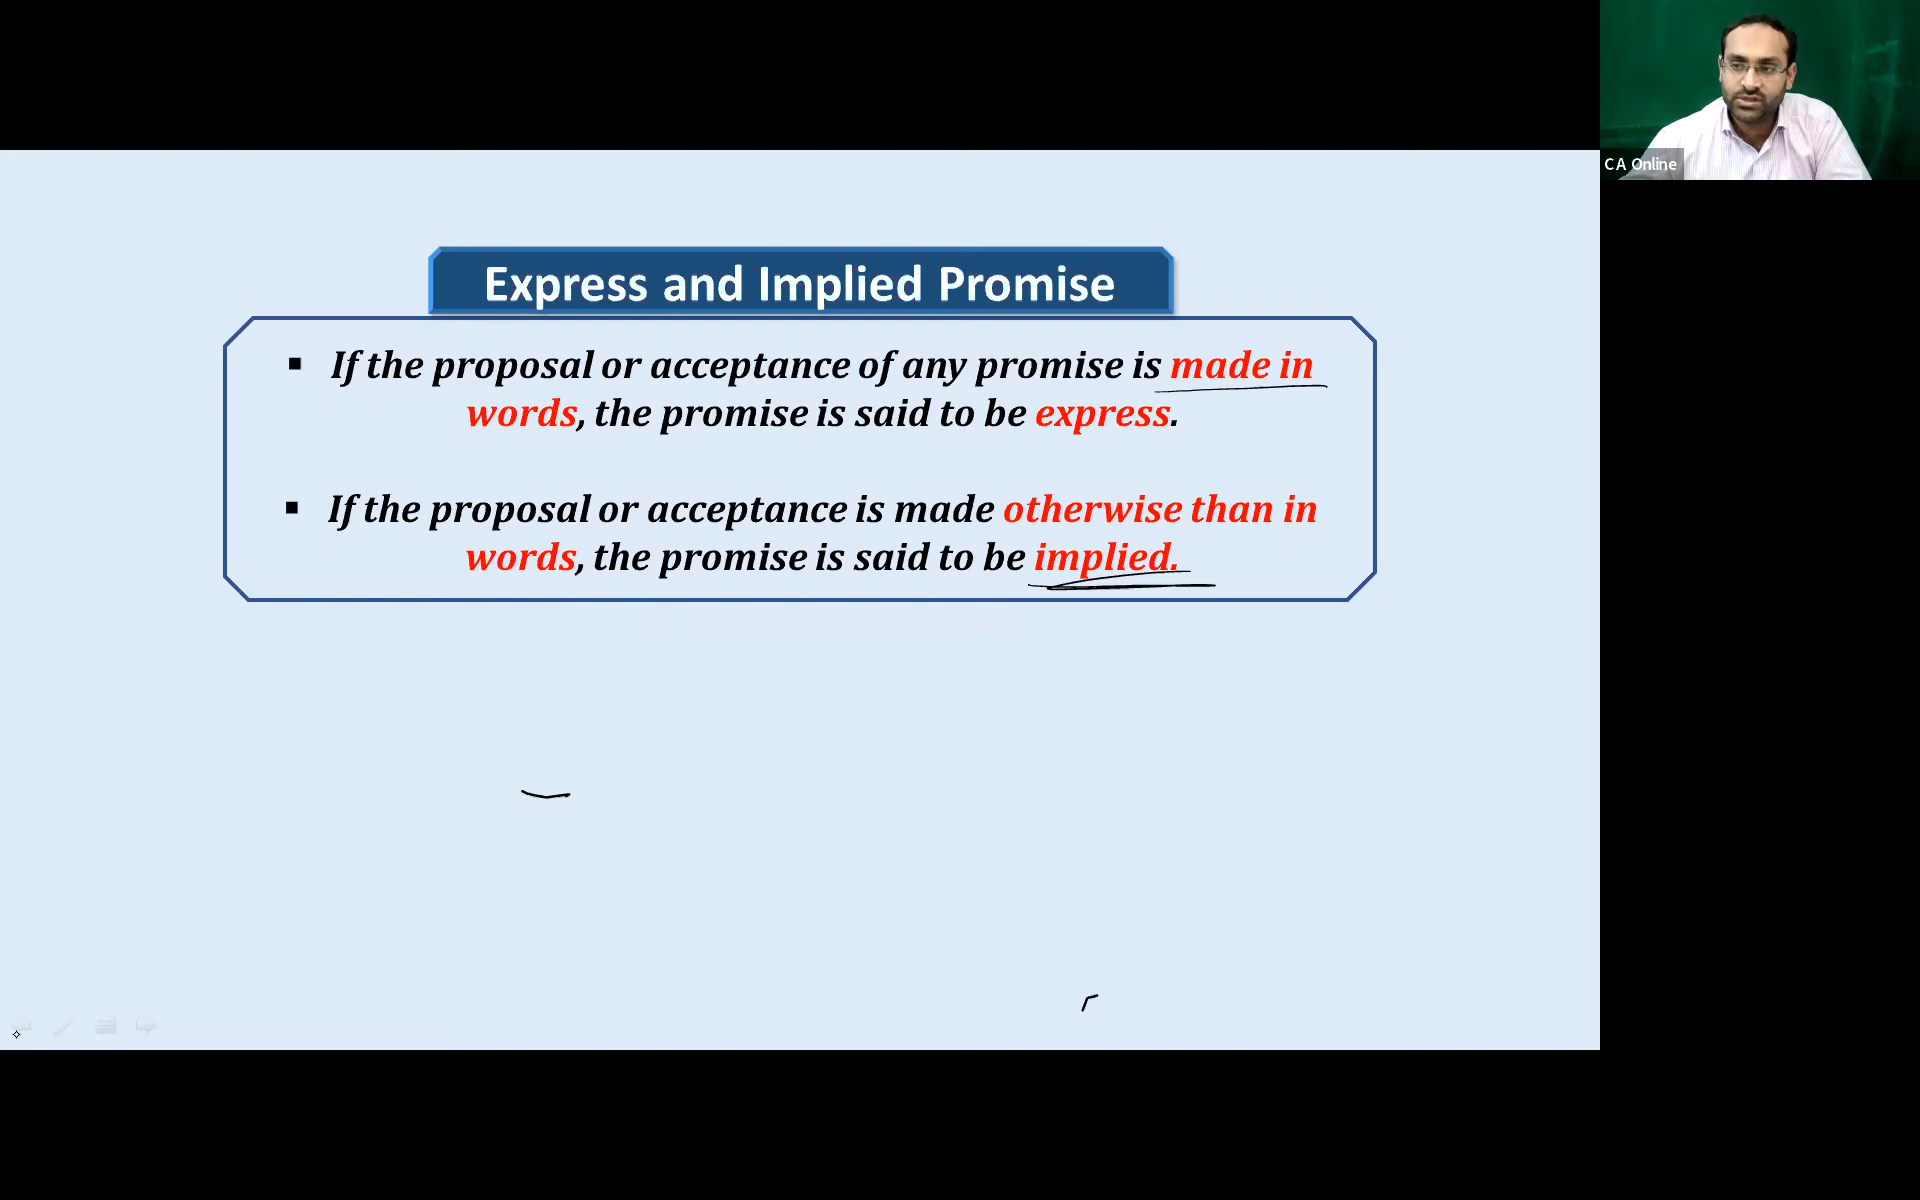 C A Online
Express and Implied Promise
▪ If the proposal or acceptance of any promise is made in
words, the promise is said to be express.
▪ If the proposal or acceptance is made otherwise than in
words, the promise is said to be implied.